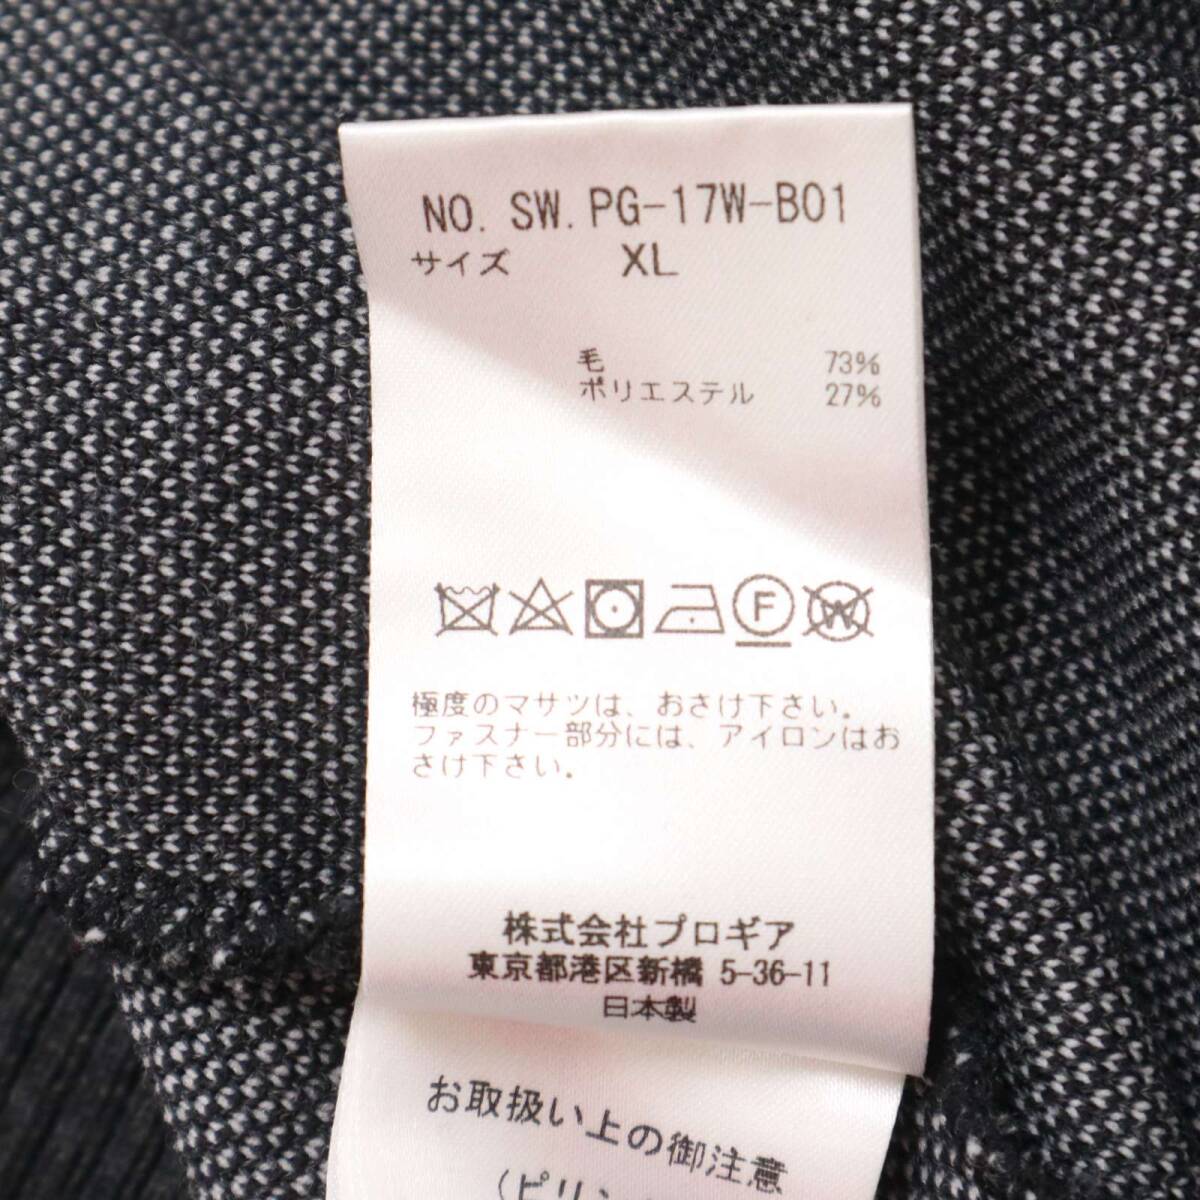 NO. SW. PG-17W-B01
サイズ XL
毛 73%
ポリエステル 27%
F W
極度のマサツは、おさけ下さい。
ファスナー部分には、アイロンはお
さけ下さい。
株式会社プロギア
東京都港区新橋 5-36-11
日本製
お取扱い上の御注意